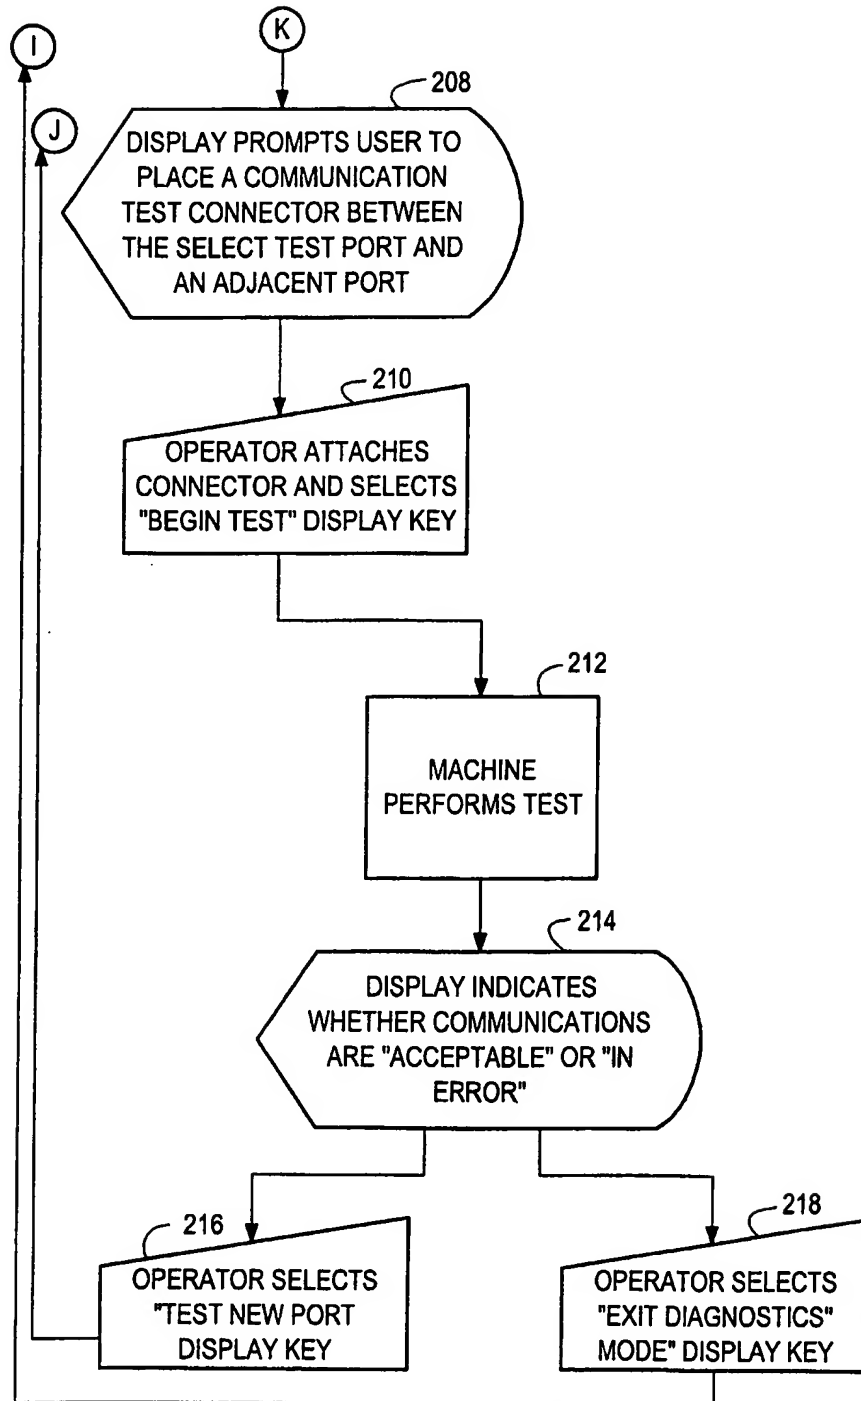 I
K
J
208
DISPLAY PROMPTS USER TO
PLACE A COMMUNICATION
TEST CONNECTOR BETWEEN
THE SELECT TEST PORT AND
AN ADJACENT PORT
210
OPERATOR ATTACHES
CONNECTOR AND SELECTS
"BEGIN TEST" DISPLAY KEY
212
MACHINE
PERFORMS TEST
214
DISPLAY INDICATES
WHETHER COMMUNICATIONS
ARE "ACCEPTABLE" OR "IN
ERROR"
216
OPERATOR SELECTS
"TEST NEW PORT
DISPLAY KEY
218
OPERATOR SELECTS
"EXIT DIAGNOSTICS"
MODE" DISPLAY KEY